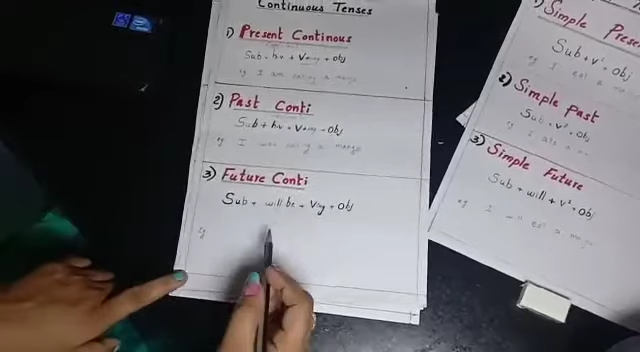 Continuous Tenses
1) Present Continous
Sub + hv + V+ing + Obj
eg I am eating a mango
2) Past Conti
Sub + hv + V+ing + Obj
eg I was eating a mango
3) Future Conti
Sub + will be + Ving + Obj
Eg
1) Simple Prese
Sub + V¹ + Obj
eg I eat a man
2) Simple Past
Sub + V² + Obj
eg I ate a
3) Simple Future
Sub + will + V¹ + Obj
eg I will eat a mango